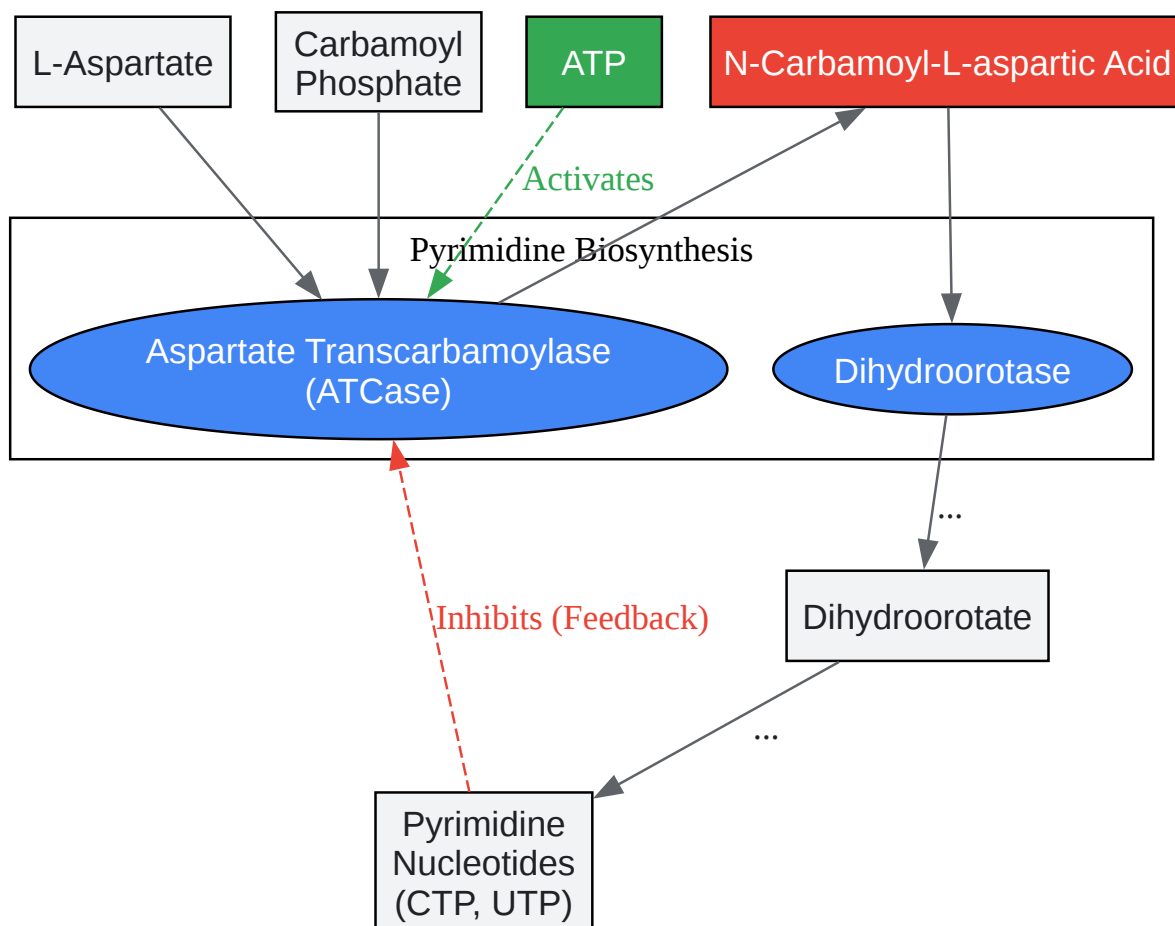 L-Aspartate
Carbamoyl
Phosphate
ATP
N-Carbamoyl-L-aspartic Acid
Activates
Pyrimidine Biosynthesis
Aspartate Transcarbamoylase
(ATCase)
Dihydroorotase
...
Inhibits (Feedback)
Dihydroorotate
...
Pyrimidine
Nucleotides
(CTP, UTP)